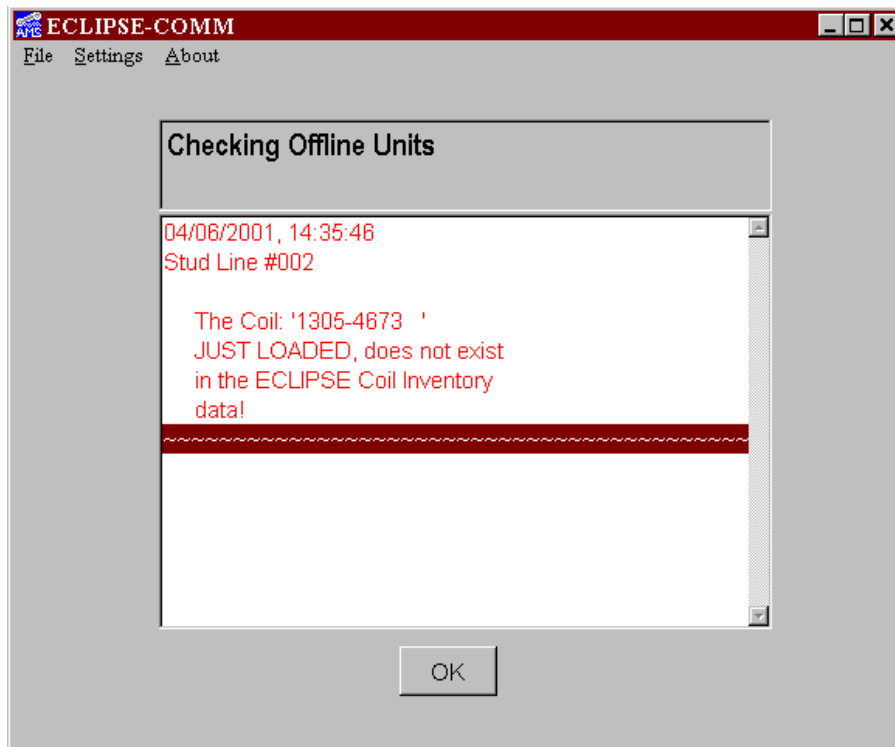 AMS ECLIPSE-COMM
File Settings About
Checking Offline Units
04/06/2001, 14:35:46
Stud Line #002
The Coil: '1305-4673   '
JUST LOADED, does not exist
in the ECLIPSE Coil Inventory
data!
~~~~~~~~~~~~~~~~~~~~~~~~~~~~~~~~~~~~~~~~~~
OK